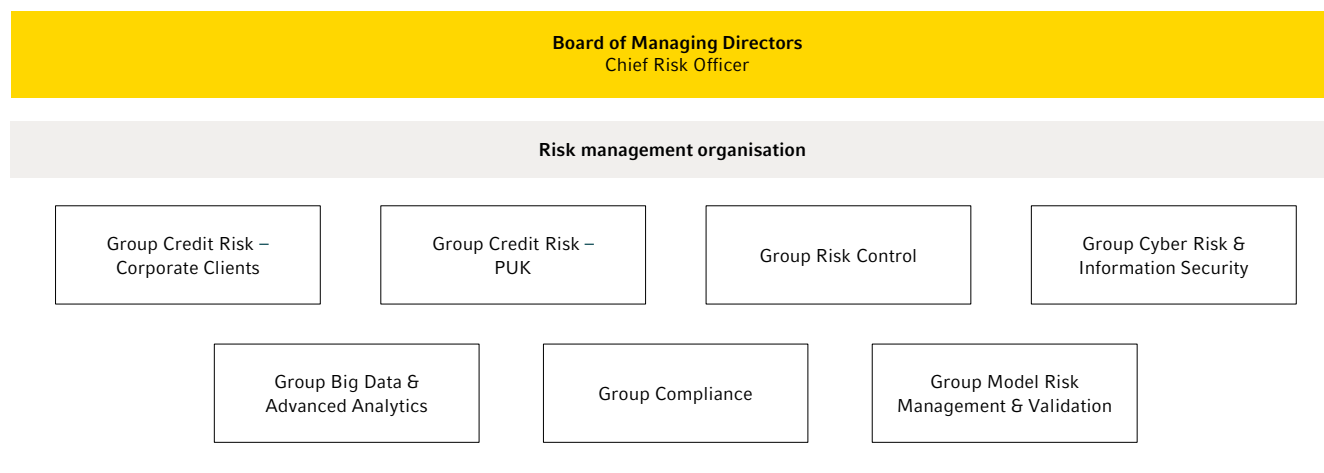 Board of Managing Directors
Chief Risk Officer
Risk management organisation
Group Credit Risk –
Corporate Clients
Group Credit Risk –
PUK
Group Risk Control
Group Cyber Risk &
Information Security
Group Big Data &
Advanced Analytics
Group Compliance
Group Model Risk
Management & Validation